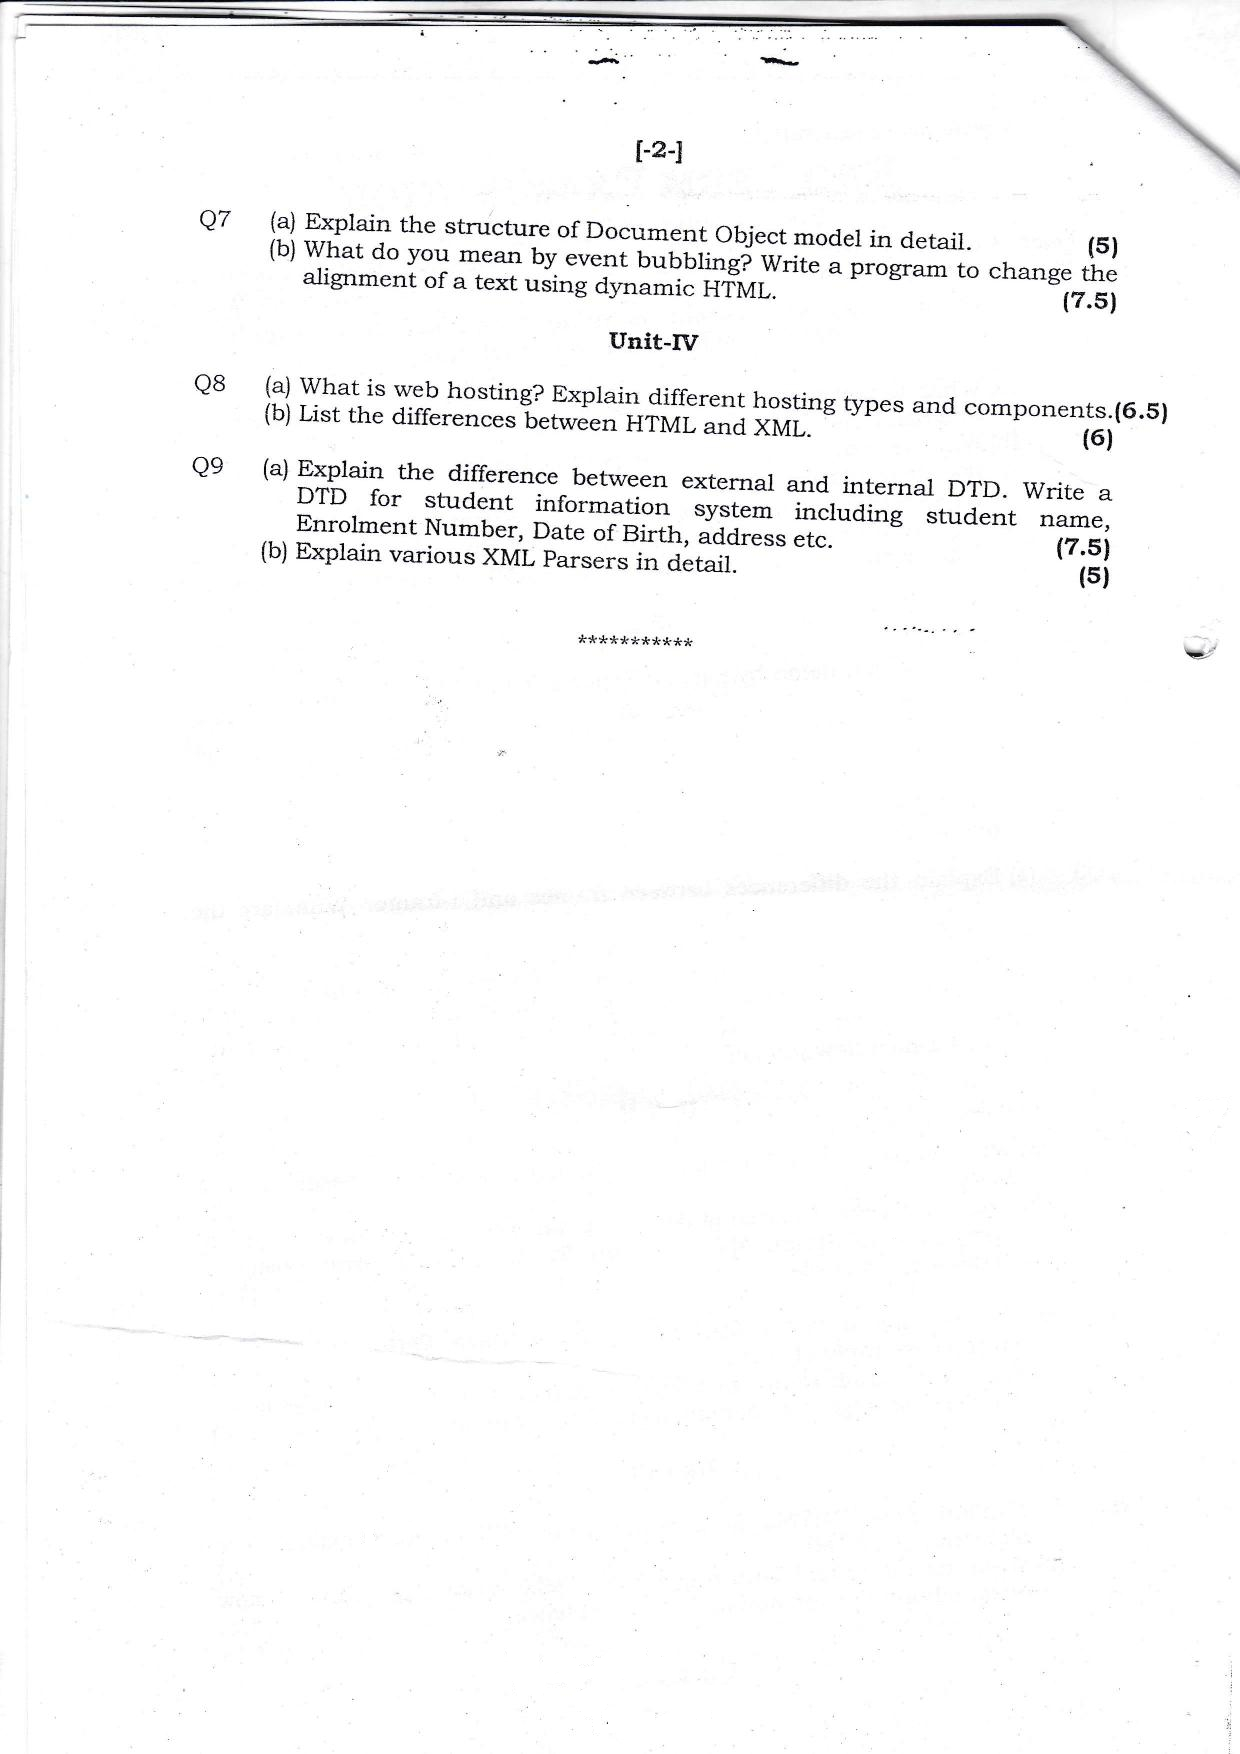 [-2-]
Q7 (a) Explain the structure of Document Object model in detail. (5)
(b) What do you mean by event bubbling? Write a program to change the
alignment of a text using dynamic HTML. (7.5)
Unit-IV
Q8 (a) What is web hosting? Explain different hosting types and components.(6.5)
(b) List the differences between HTML and XML. (6)
Q9 (a) Explain the difference between external and internal DTD. Write a
DTD for student information system including student name,
Enrolment Number, Date of Birth, address etc. (7.5)
(b) Explain various XML Parsers in detail. (5)
***********